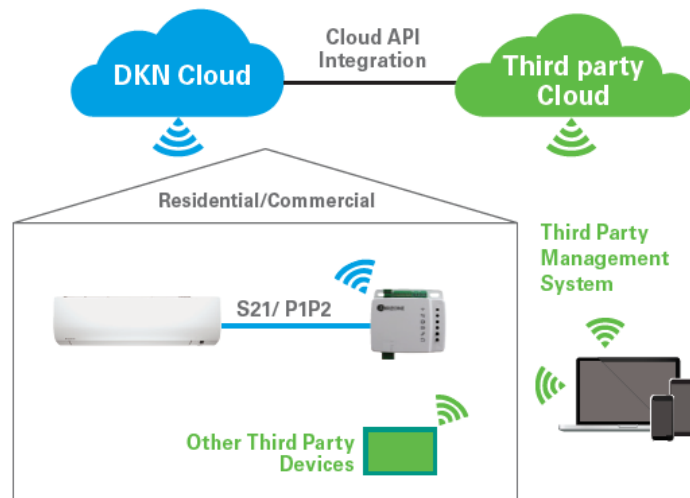 Cloud API
Integration
DKN Cloud
Third party
Cloud
Residential/Commercial
Third Party
Management
System
S21/ P1P2
Other Third Party
Devices